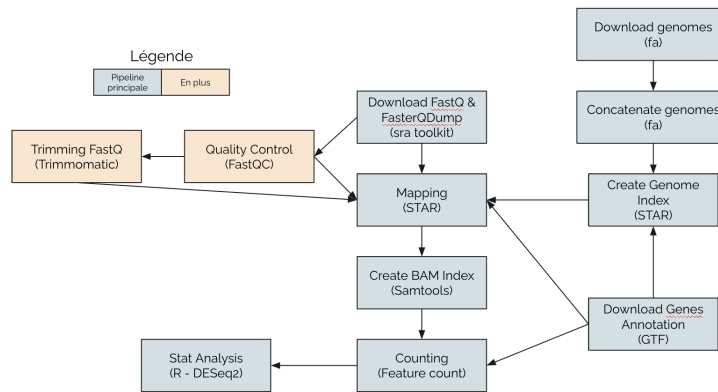 Légende
Pipeline
principale
En plus
Download genomes
(fa)
Concatenate genomes
(fa)
Download FastQ &
FasterQDump
(sra toolkit)
Trimming FastQ
(Trimmomatic)
Quality Control
(FastQC)
Mapping
(STAR)
Create Genome
Index
(STAR)
Create BAM Index
(Samtools)
Download Genes
Annotation
(GTF)
Stat Analysis
(R - DESeq2)
Counting
(Feature count)